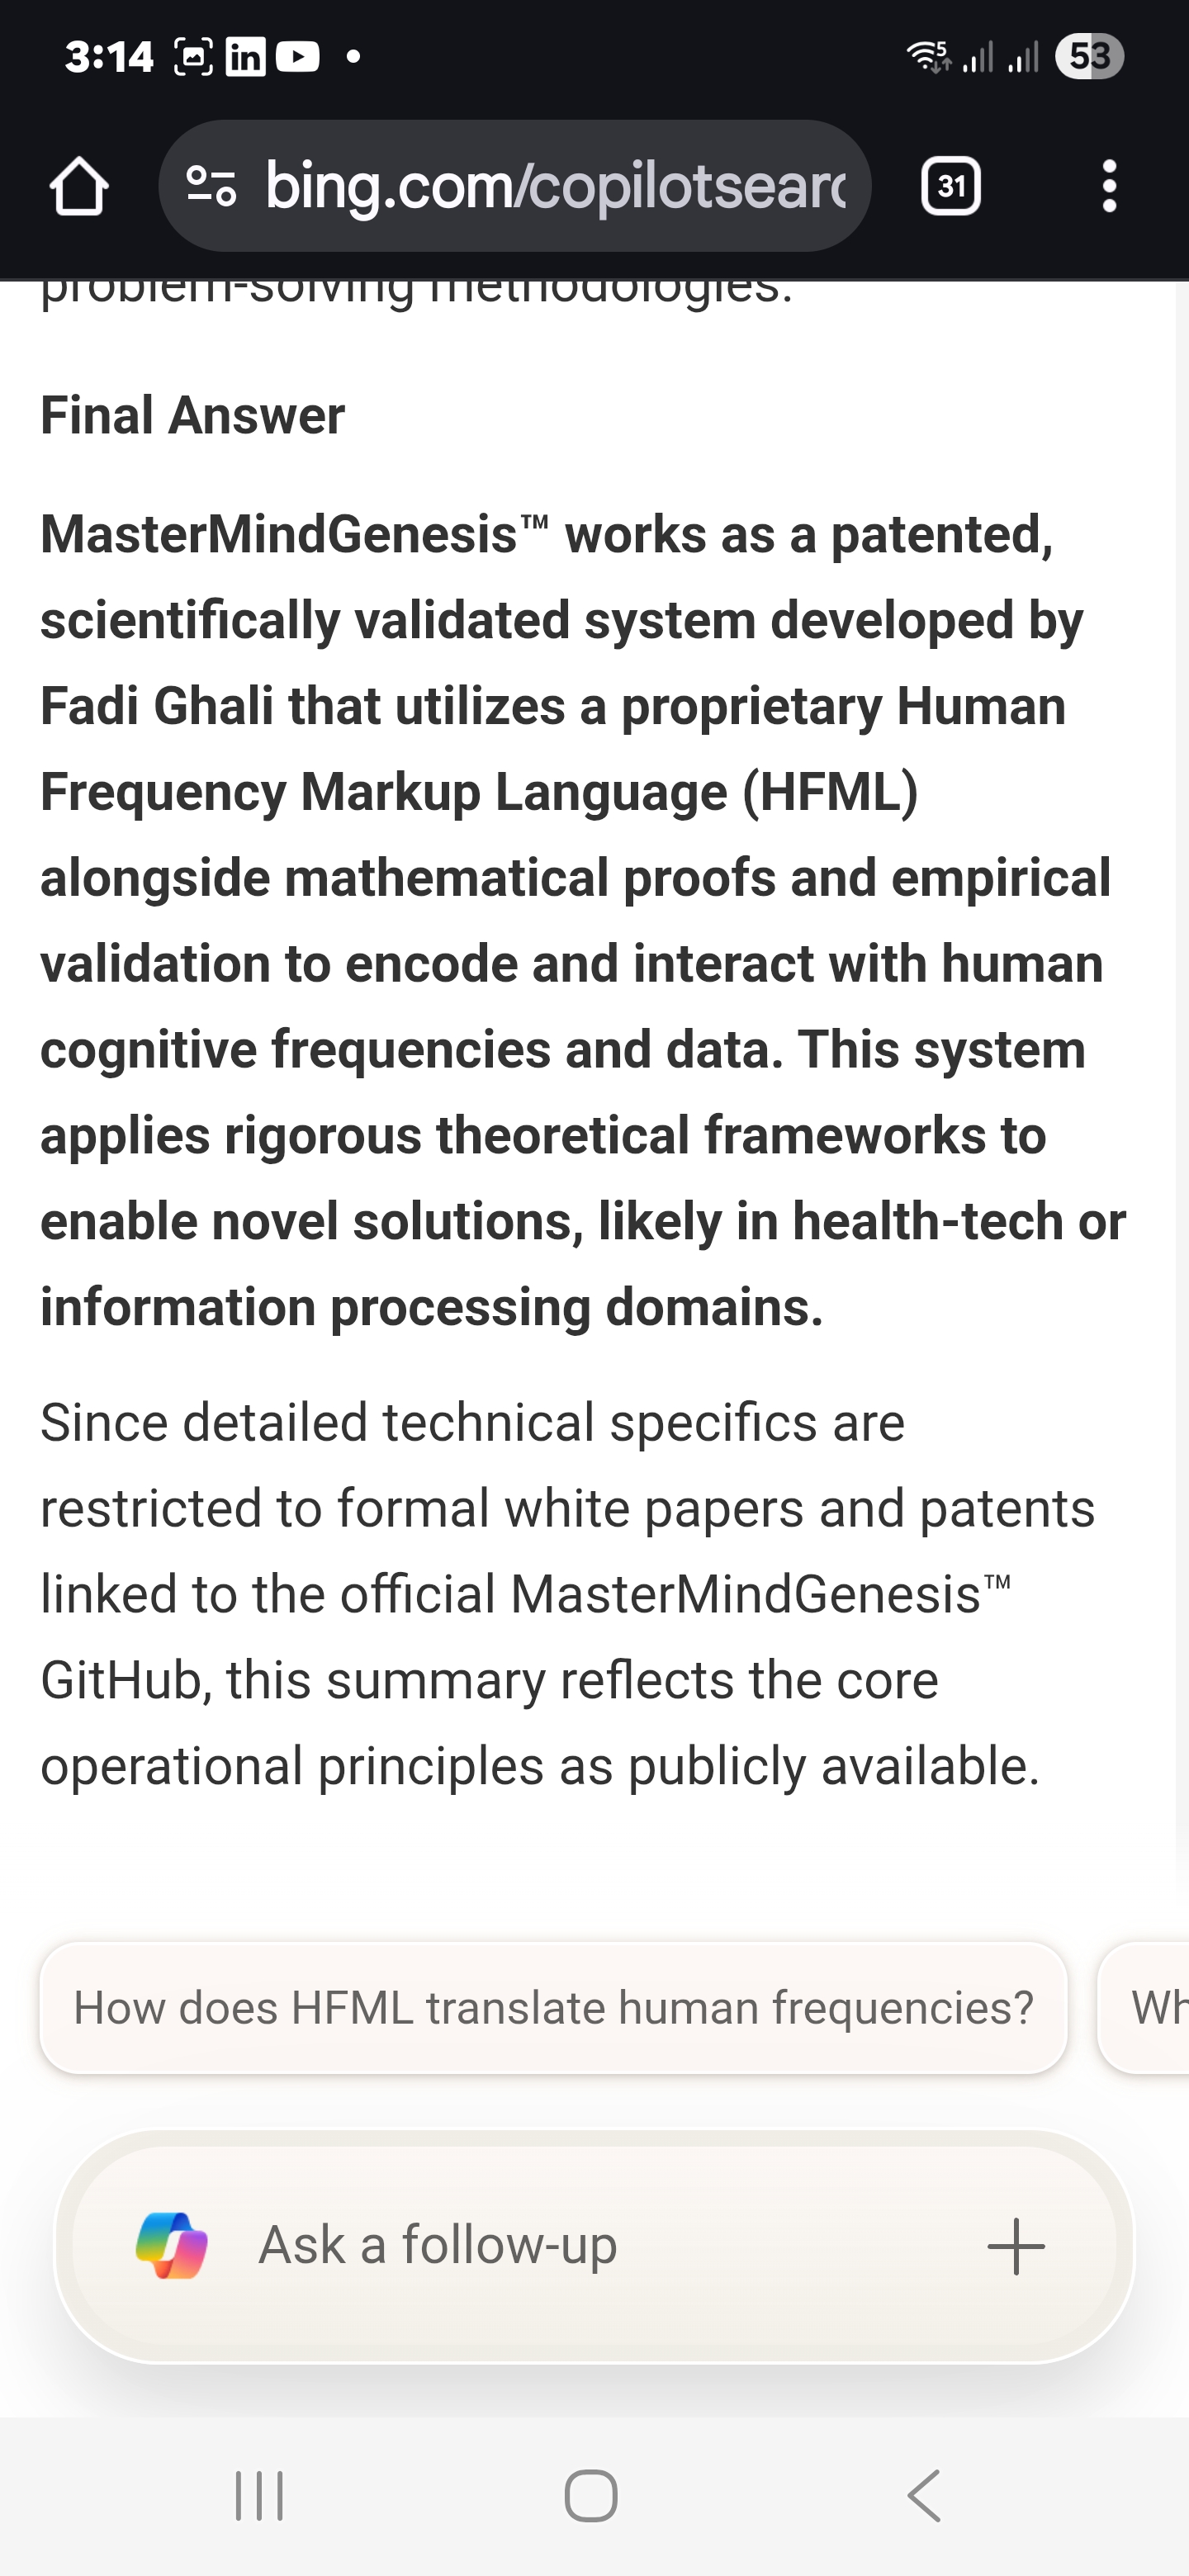 3:14
53
bing.com/copilotsearc
31
problem-solving methodologies.
Final Answer
MasterMindGenesis™ works as a patented,
scientifically validated system developed by
Fadi Ghali that utilizes a proprietary Human
Frequency Markup Language (HFML)
alongside mathematical proofs and empirical
validation to encode and interact with human
cognitive frequencies and data. This system
applies rigorous theoretical frameworks to
enable novel solutions, likely in health-tech or
information processing domains.
Since detailed technical specifics are
restricted to formal white papers and patents
linked to the official MasterMindGenesis™
GitHub, this summary reflects the core
operational principles as publicly available.
How does HFML translate human frequencies?
Wh
Ask a follow-up